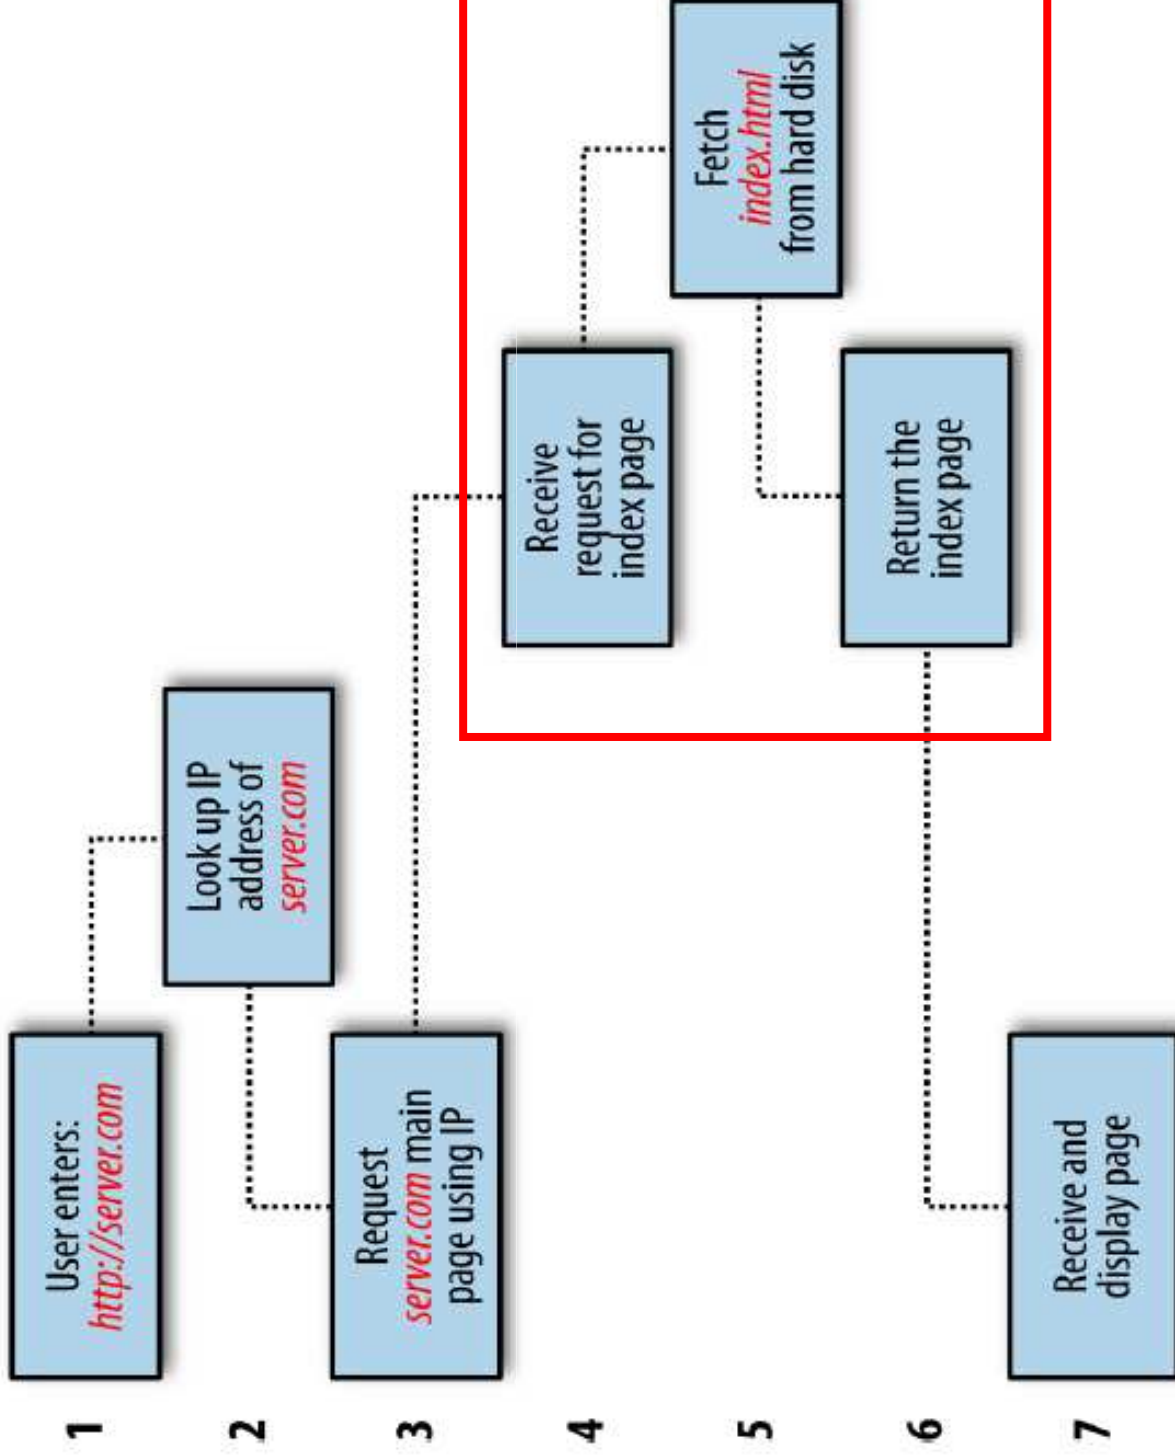 1
User enters:
http://server.com
2
Look up IP
address of
server.com
3
Request
server.com main
page using IP
4
Receive
request for
index page
5
Fetch
index.html
from hard disk
6
Return the
index page
7
Receive and
display page